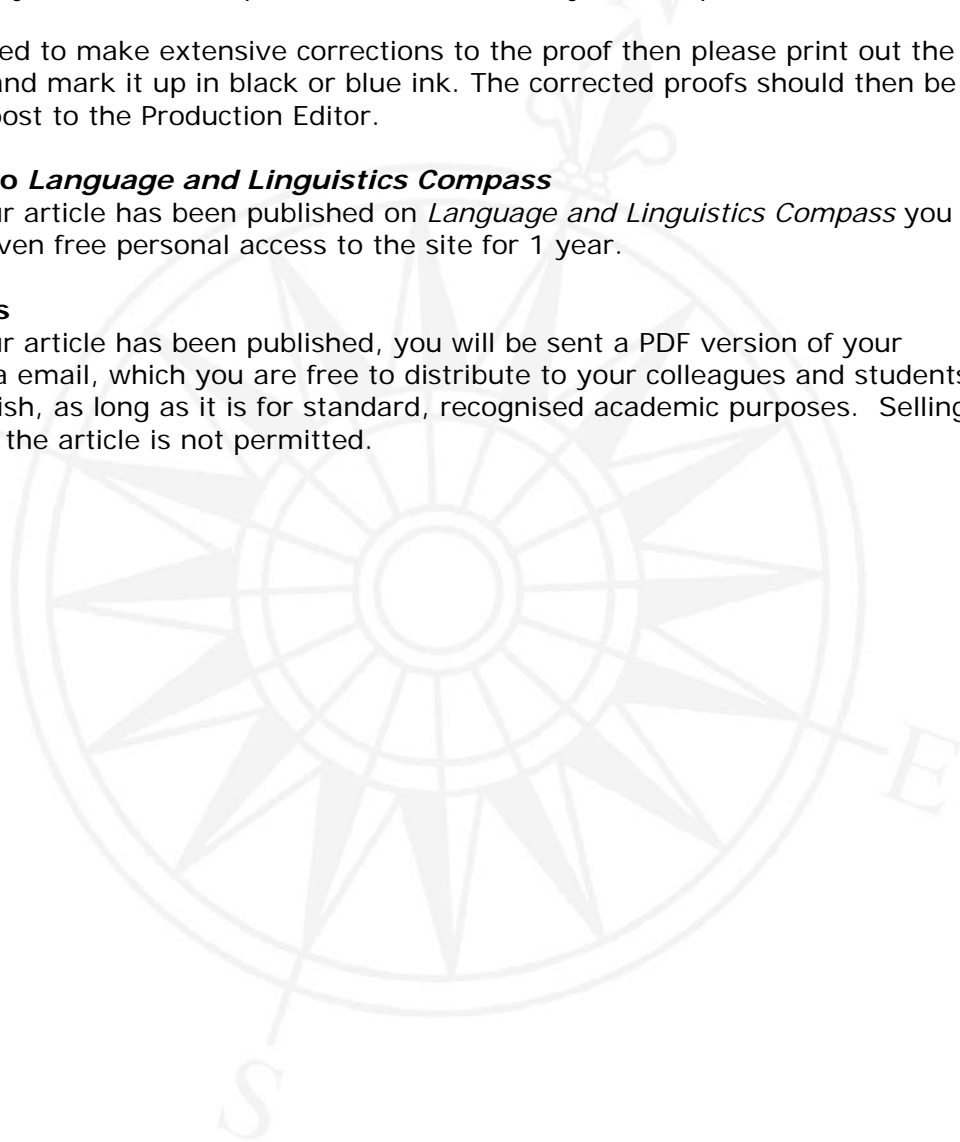 ed to make extensive corrections to the proof then please print out the
and mark it up in black or blue ink. The corrected proofs should then be
post to the Production Editor.
o Language and Linguistics Compass
ur article has been published on Language and Linguistics Compass you
ven free personal access to the site for 1 year.
s
ur article has been published, you will be sent a PDF version of your
a email, which you are free to distribute to your colleagues and students
ish, as long as it is for standard, recognised academic purposes.  Selling
the article is not permitted.
E
S